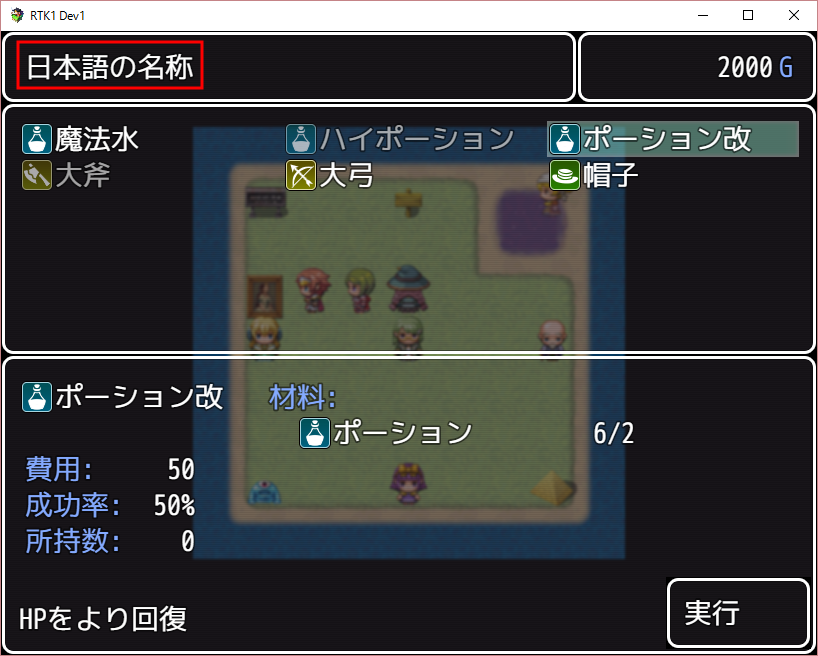 RTK1 Dev1
日本語の名称
2000 G
魔法水 ハイポーション ポーション改
大斧 大弓 帽子
ポーション改 材料:
ポーション 6/2
費用: 50
成功率: 50%
所持数: 0
HPをより回復
実行